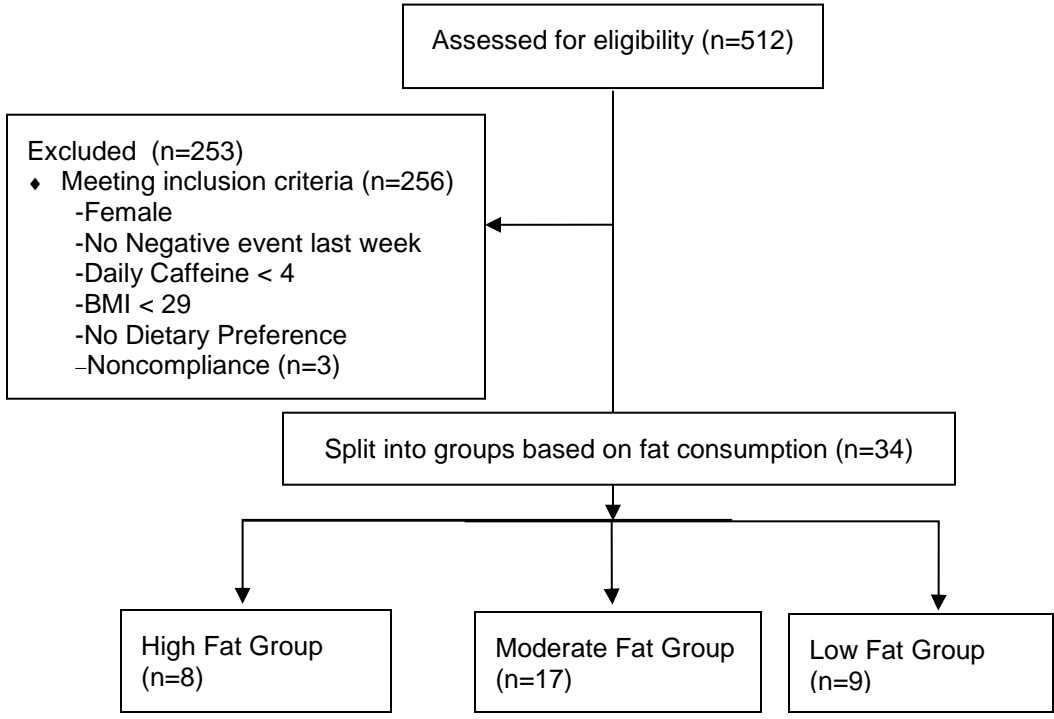 Assessed for eligibility (n=512)
Excluded  (n=253)
♦ Meeting inclusion criteria (n=256)
-Female
-No Negative event last week
-Daily Caffeine < 4
-BMI < 29
-No Dietary Preference
–Noncompliance (n=3)
Split into groups based on fat consumption (n=34)
High Fat Group
(n=8)
Moderate Fat Group
(n=17)
Low Fat Group
(n=9)